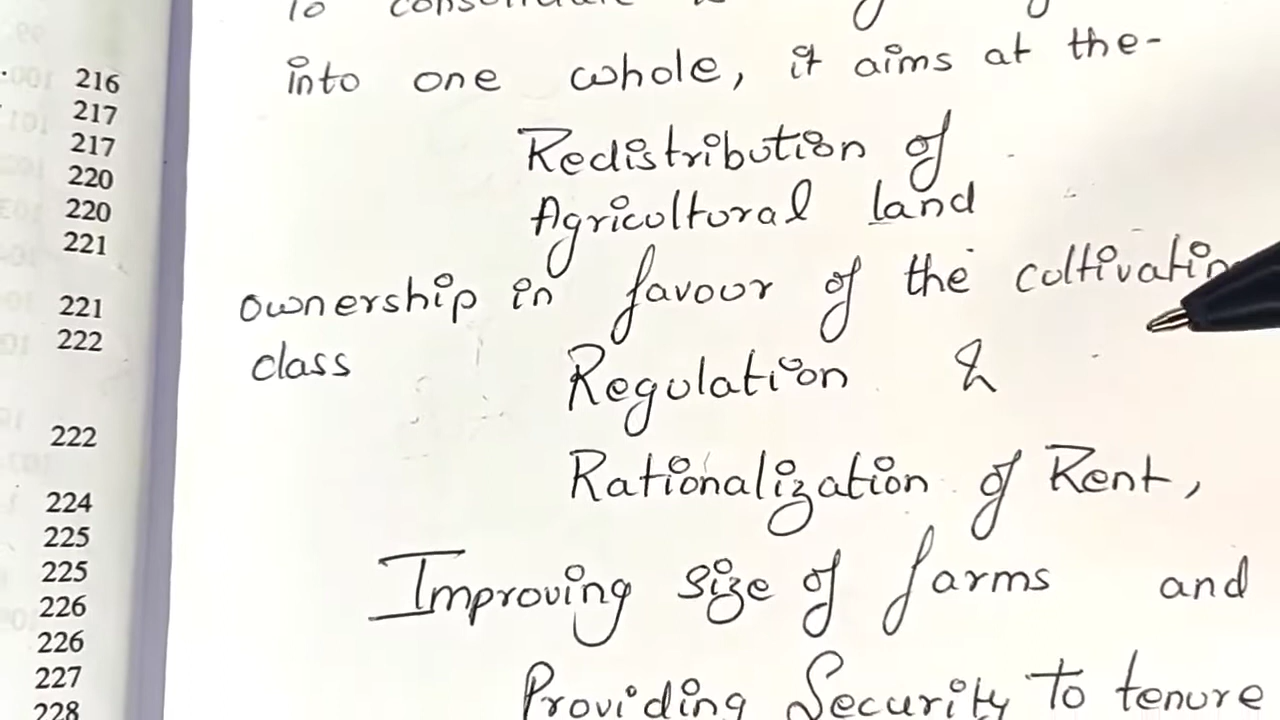 216
217
217
220
220
221
221
222
222
224
225
225
226
226
227
228
To
into one whole, it aims at the-
Redistribution of
Agricultural land
ownership in favour of the cultivatin
class
Regulation &
Rationalization of Rent,
Improving size of farms and
Providing Security to tenure